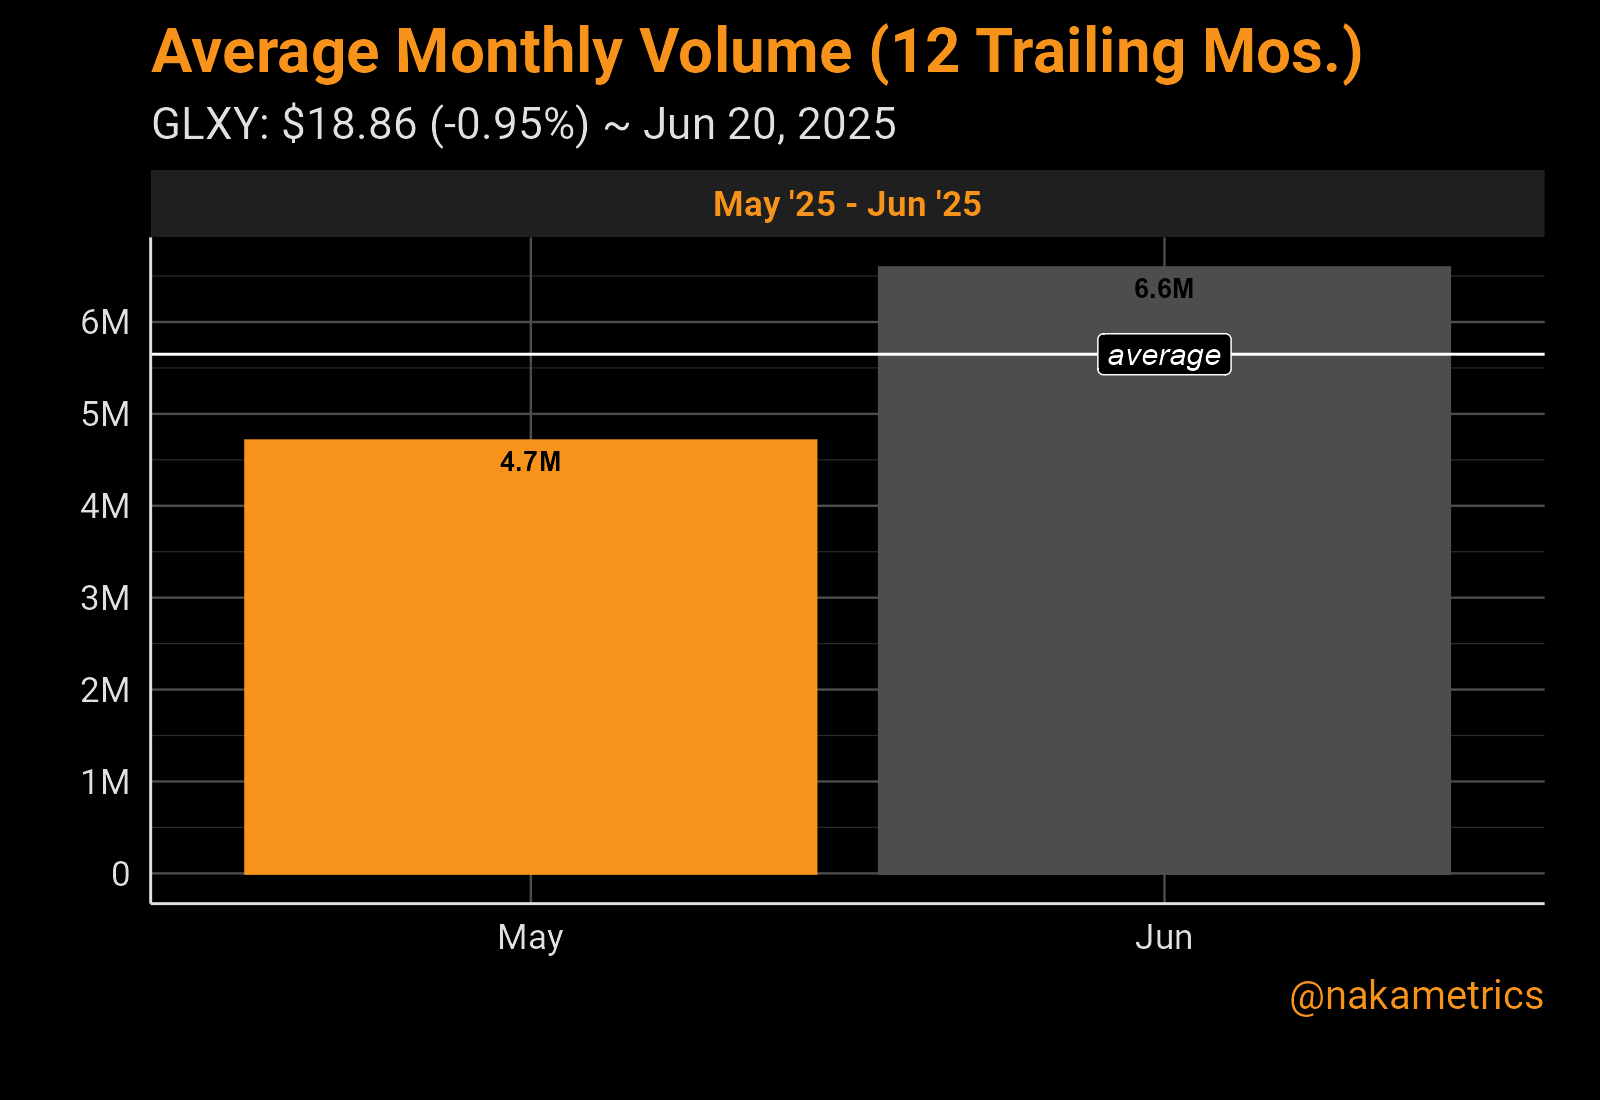 Average Monthly Volume (12 Trailing Mos.)
GLXY: $18.86 (-0.95%) ~ Jun 20, 2025
May '25 - Jun '25
6.6M
6M
average
5M
4.7M
4M
3M
2M
1M
0
May Jun
@nakametrics